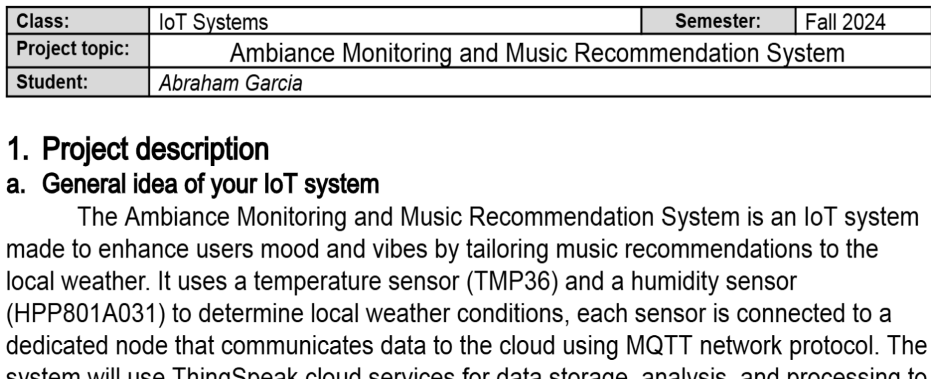 Class: IoT Systems Semester: Fall 2024
Project topic: Ambiance Monitoring and Music Recommendation System
Student: Abraham Garcia
1. Project description
a. General idea of your IoT system
The Ambiance Monitoring and Music Recommendation System is an IoT system
made to enhance users mood and vibes by tailoring music recommendations to the
local weather. It uses a temperature sensor (TMP36) and a humidity sensor
(HPP801A031) to determine local weather conditions, each sensor is connected to a
dedicated node that communicates data to the cloud using MQTT network protocol. The
system will use ThingSpeak cloud services for data storage, analysis, and processing to